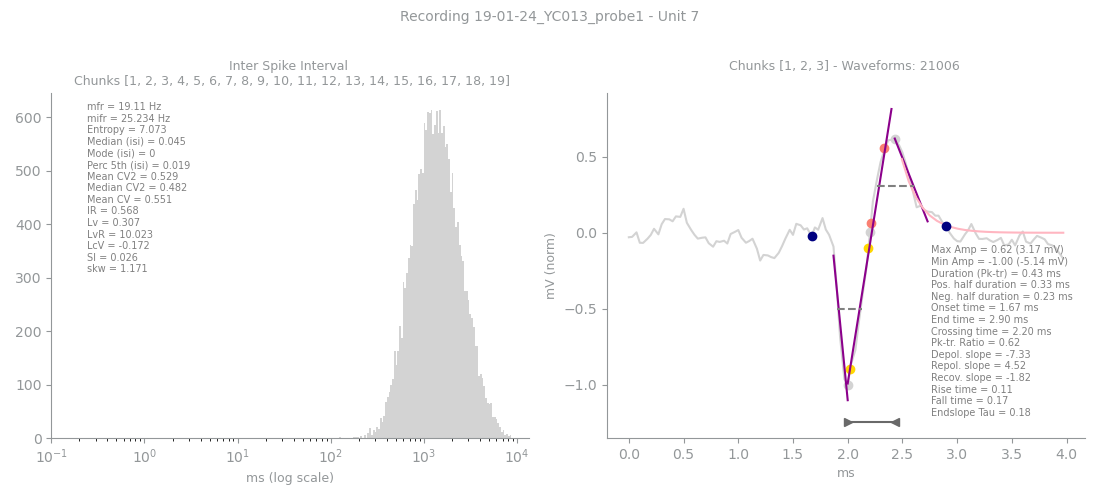 Recording 19-01-24_YC013_probe1 - Unit 7
Inter Spike Interval
Chunks [1, 2, 3, 4, 5, 6, 7, 8, 9, 10, 11, 12, 13, 14, 15, 16, 17, 18, 19]
600
500
400
300
200
100
0
mfr = 19.11 Hz
mifr = 25.234 Hz
Entropy = 7.073
Median (isi) = 0.045
Mode (isi) = 0
Perc 5th (isi) = 0.019
Mean CV2 = 0.529
Median CV2 = 0.482
Mean CV = 0.551
IR = 0.568
Lv = 0.307
LvR = 10.023
LcV = -0.172
SI = 0.026
skw = 1.171
10⁻¹ 10⁰ 10¹ 10² 10³ 10⁴
ms (log scale)
Chunks [1, 2, 3] - Waveforms: 21006
mV (norm)
0.5
0.0
−0.5
−1.0
Max Amp = 0.62 (3.17 mV)
Min Amp = -1.00 (-5.14 mV)
Duration (Pk-tr) = 0.43 ms
Pos. half duration = 0.33 ms
Neg. half duration = 0.23 ms
Onset time = 1.67 ms
End time = 2.90 ms
Crossing time = 2.20 ms
Pk-tr. Ratio = 0.62
Depol. slope = -7.33
Repol. slope = 4.52
Recov. slope = -1.82
Rise time = 0.11
Fall time = 0.17
Endslope Tau = 0.18
0.0 0.5 1.0 1.5 2.0 2.5 3.0 3.5 4.0
ms